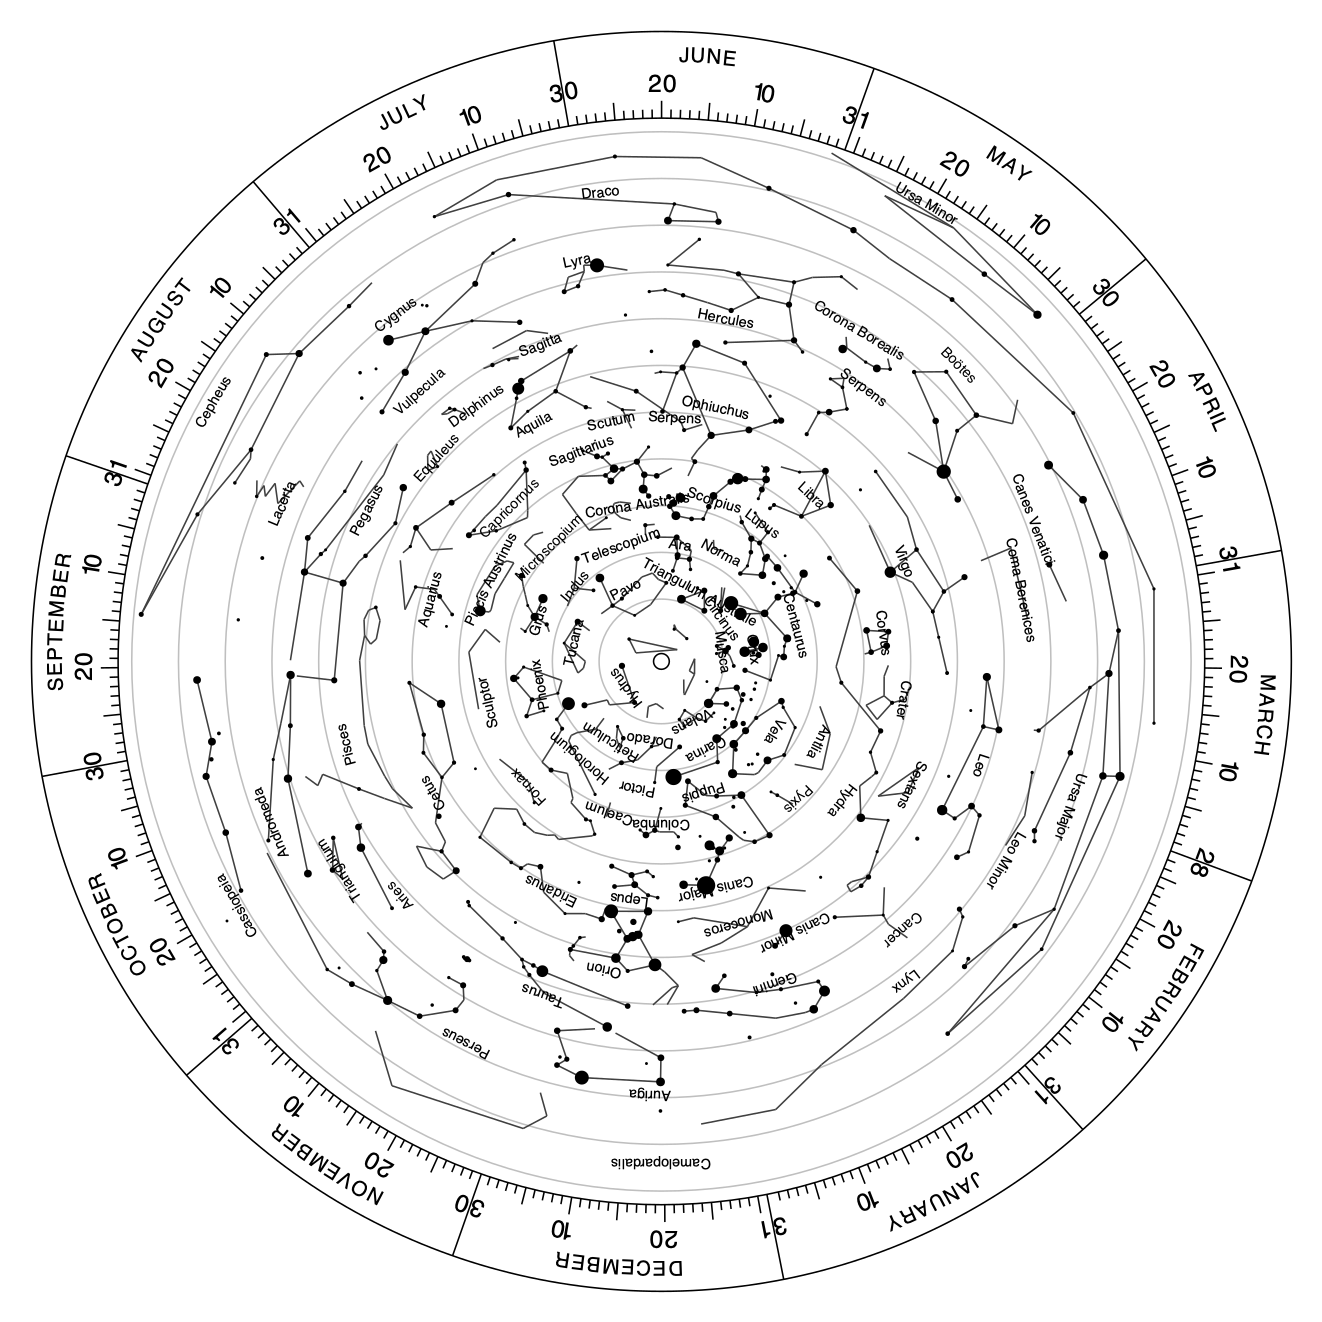 JUNE
30
20
10
31
MAY
20
10
30
APRIL
20
10
31
MARCH
20
10
28
FEBRUARY
20
10
31
JANUARY
20
10
31
DECEMBER
20
10
30
NOVEMBER
20
10
31
OCTOBER
20
10
30
SEPTEMBER
20
10
31
AUGUST
20
10
31
JULY
20
10
Draco
Ursa Minor
Lyra
Cygnus
Hercules
Corona Borealis
Boötes
Sagitta
Cepheus
Vulpecula
Delphinus
Aquila
Scutum
Serpens
Ophiuchus
Serpens
Equuleus
Sagittarius
Lacerta
Pegasus
Capricornus
Corona Australis
Scorpius
Lupus
Libra
Canes Venatici
Coma Berenices
Virgo
Microscopium
Telescopium
Ara
Norma
Piscis Austrinus
Aquarius
Indus
Pavo
Triangulum Australe
Circinus
Centaurus
Corvus
Grus
Tucana
Musca
Crux
Crater
Sculptor
Phoenix
Hydrus
Volans
Vela
Antlia
Leo
Pisces
Reticulum
Dorado
Carina
Horologium
Pictor
Puppis
Pyxis
Hydra
Sextans
Ursa Major
Leo Minor
Andromeda
Triangulum
Aries
Cetus
Fornax
Caelum
Columba
Cassiopeia
Eridanus
Lepus
Canis Major
Monoceros
Canis Minor
Cancer
Orion
Taurus
Gemini
Lynx
Perseus
Auriga
Camelopardalis